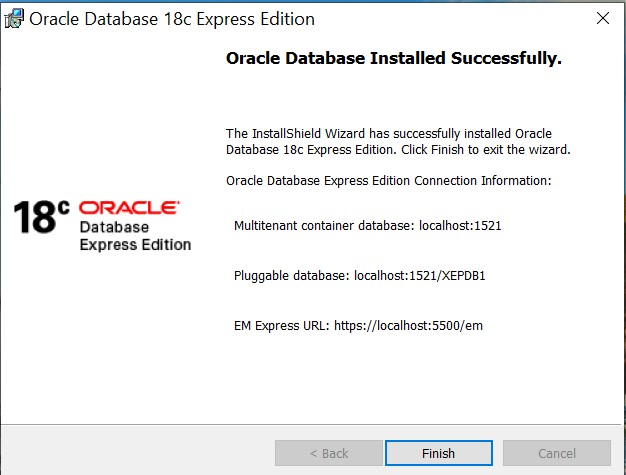 Oracle Database 18c Express Edition
Oracle Database Installed Successfully.
The InstallShield Wizard has successfully installed Oracle
Database 18c Express Edition. Click Finish to exit the wizard.
Oracle Database Express Edition Connection Information:
18c ORACLE'
Database
Express Edition
Multitenant container database: localhost:1521
Pluggable database: localhost:1521/XEPDB1
EM Express URL: https://localhost:5500/em
< Back
Finish
Cancel